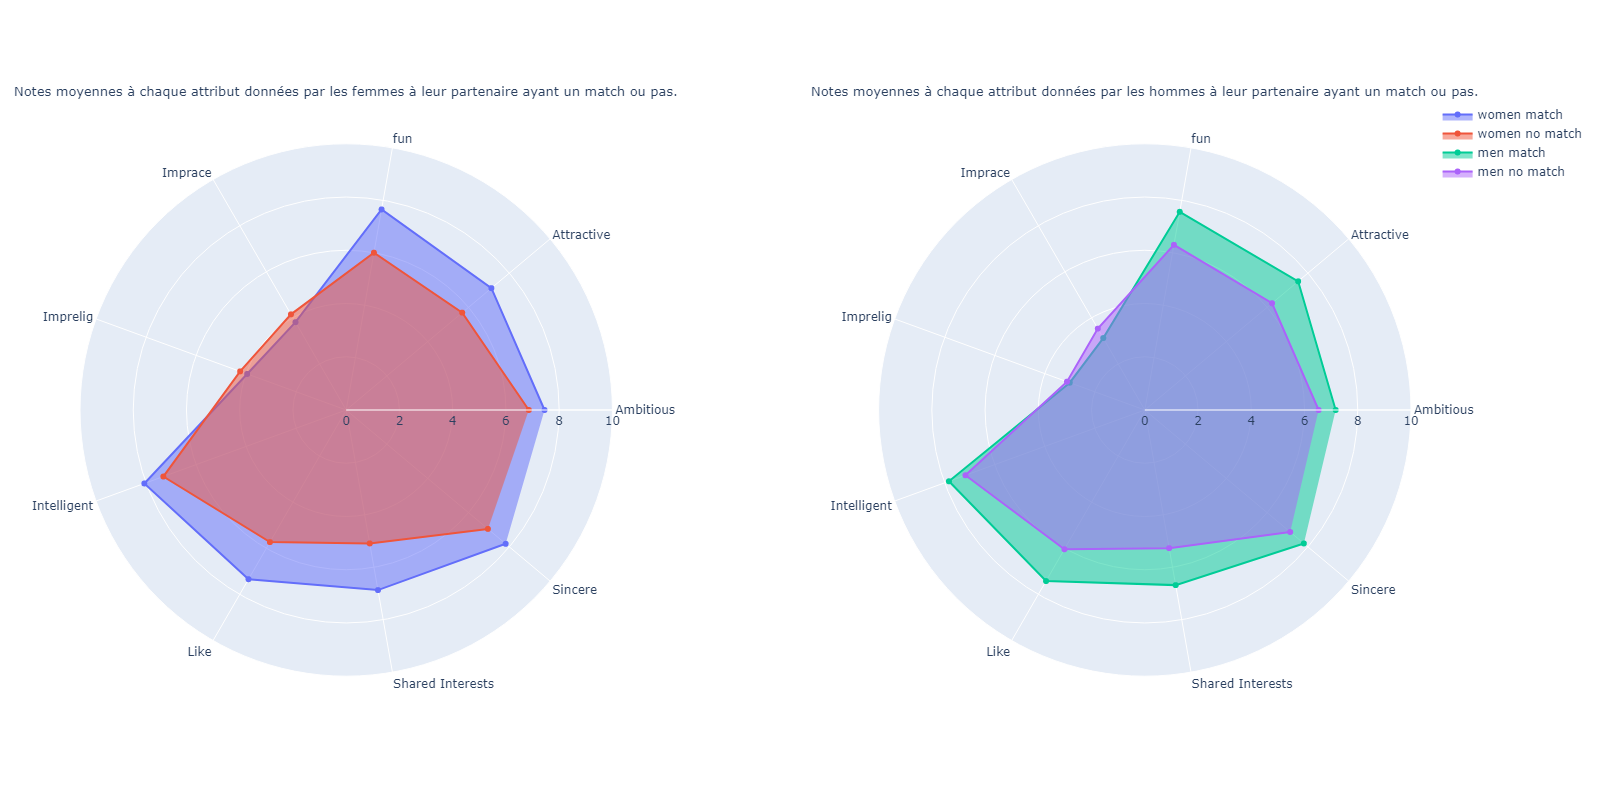 Notes moyennes à chaque attribut données par les femmes à leur partenaire ayant un match ou pas.
fun
Imprace
Attractive
Imprelig
Ambitious
0 2 4 6 8 10
Intelligent
Sincere
Like
Shared Interests
Notes moyennes à chaque attribut données par les hommes à leur partenaire ayant un match ou pas.
women match
women no match
men match
men no match
fun
Imprace
Attractive
Imprelig
Ambitious
0 2 4 6 8 10
Intelligent
Sincere
Like
Shared Interests